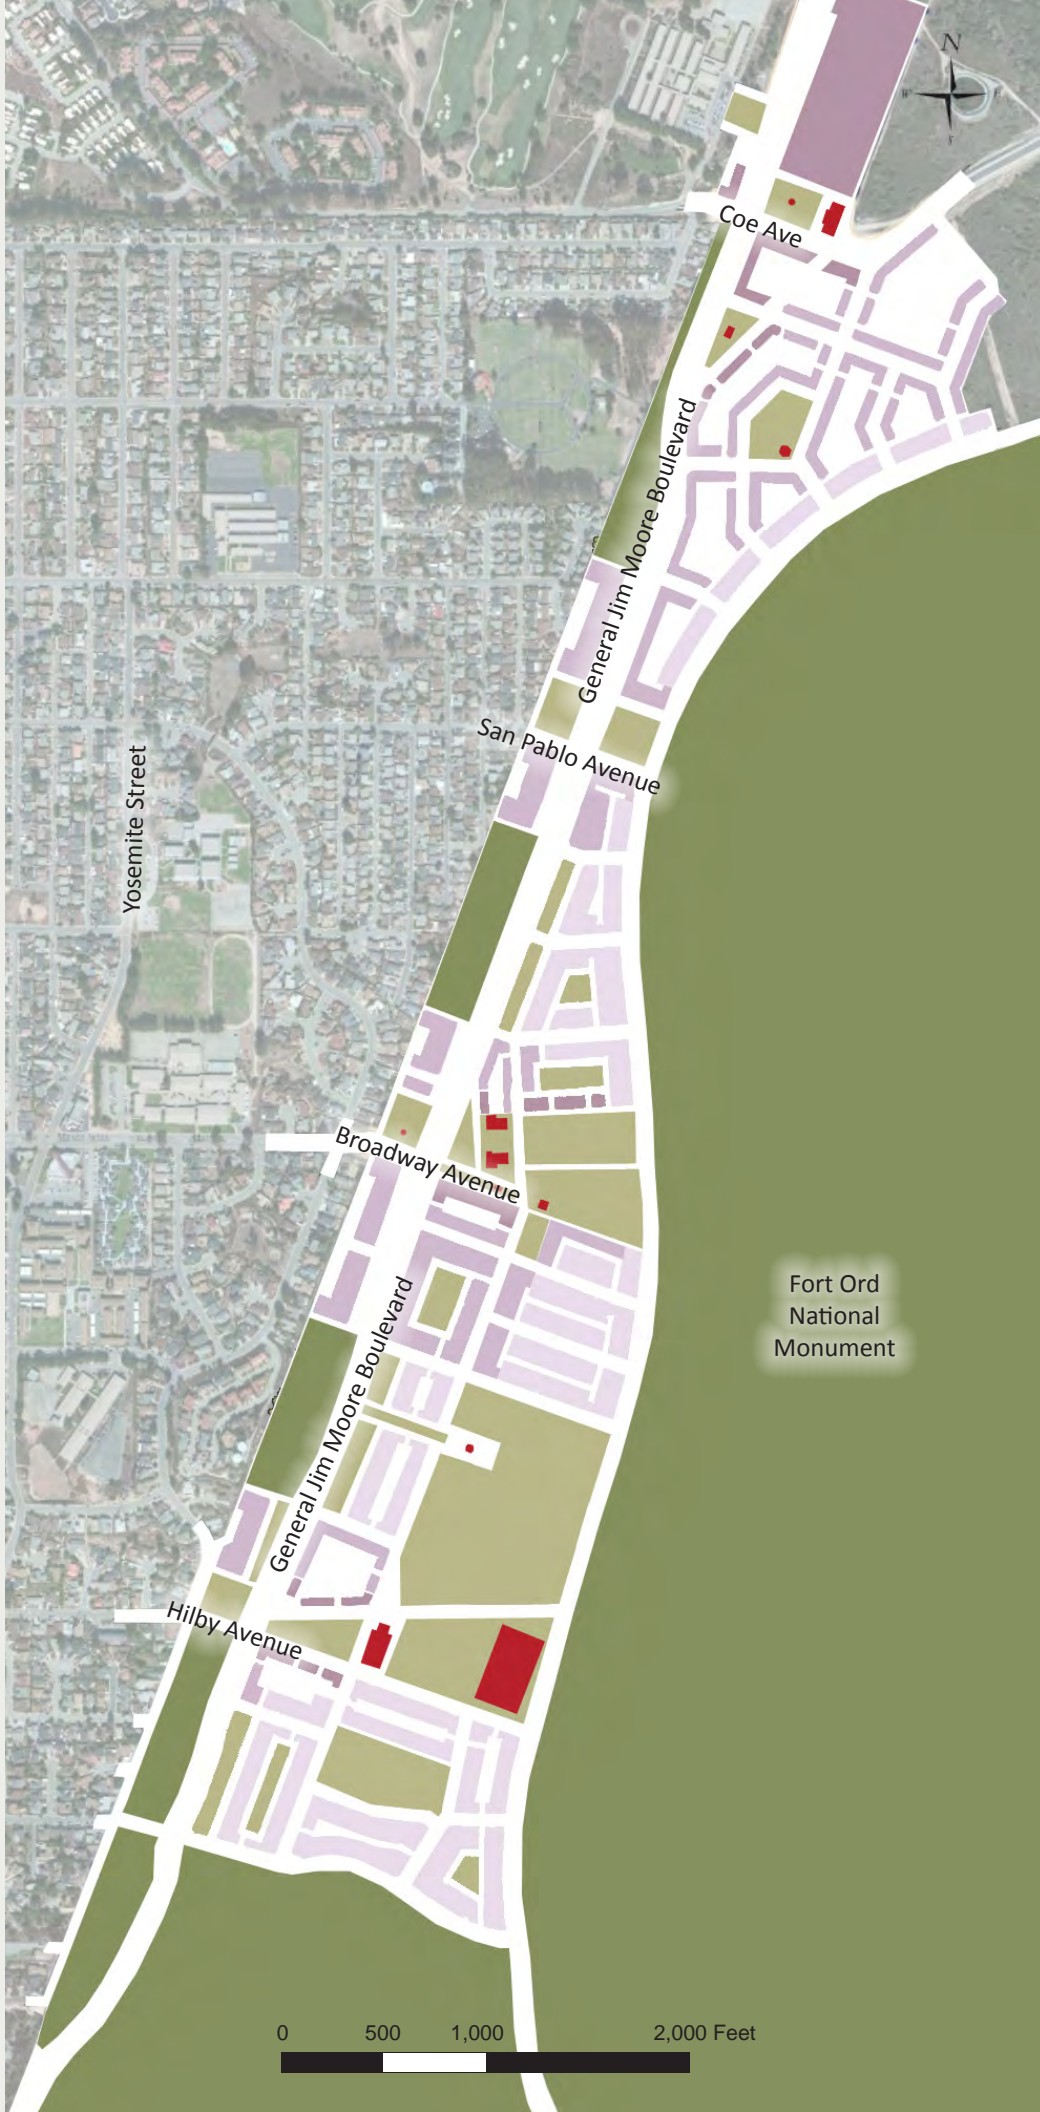 N
Coe Ave
General Jim Moore Boulevard
San Pablo Avenue
Yosemite Street
Broadway Avenue
Fort Ord
National
Monument
General Jim Moore Boulevard
Hilby Avenue
0 500 1,000 2,000 Feet